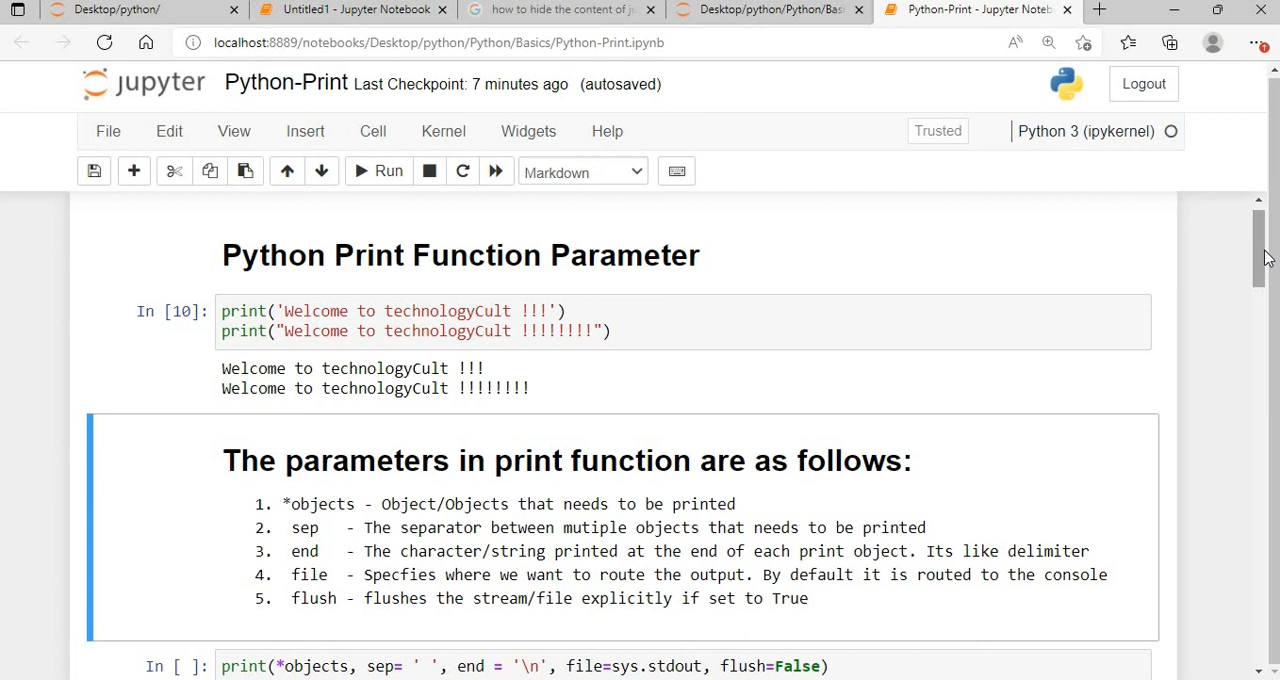 Desktop/python/
Untitled1 - Jupyter Notebook
how to hide the content of ju
Desktop/python/Python/Basi
Python-Print - Jupyter Noteb
localhost:8889/notebooks/Desktop/python/Python/Basics/Python-Print.ipynb
jupyter Python-Print Last Checkpoint: 7 minutes ago (autosaved)
Logout
File Edit View Insert Cell Kernel Widgets Help
Trusted
Python 3 (ipykernel)
Run
Markdown
Python Print Function Parameter
In [10]: print('Welcome to technologyCult !!!')
print("Welcome to technologyCult !!!!!!!!")
Welcome to technologyCult !!!
Welcome to technologyCult !!!!!!!!
The parameters in print function are as follows:
1. *objects - Object/Objects that needs to be printed
2. sep - The separator between mutiple objects that needs to be printed
3. end - The character/string printed at the end of each print object. Its like delimiter
4. file - Specfies where we want to route the output. By default it is routed to the console
5. flush - flushes the stream/file explicitly if set to True
In [ ]: print(*objects, sep= ' ', end = '\n', file=sys.stdout, flush=False)